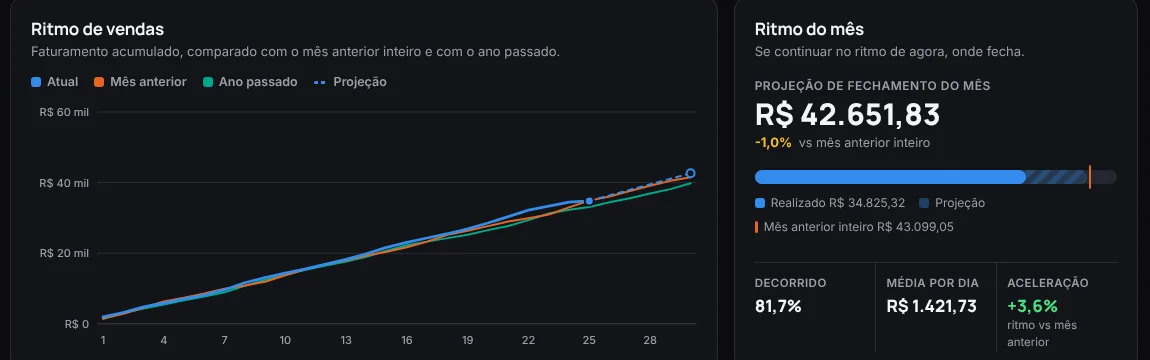 Ritmo de vendas
Faturamento acumulado, comparado com o mês anterior inteiro e com o ano passado.
Atual Mês anterior Ano passado Projeção
R$ 60 mil
R$ 40 mil
R$ 20 mil
R$ 0
1 4 7 10 13 16 19 22 25 28
Ritmo do mês
Se continuar no ritmo de agora, onde fecha.
PROJEÇÃO DE FECHAMENTO DO MÊS
R$ 42.651,83
-1,0% vs mês anterior inteiro
Realizado R$ 34.825,32 Projeção
Mês anterior inteiro R$ 43.099,05
DECORRIDO
81,7%
MÉDIA POR DIA
R$ 1.421,73
ACELERAÇÃO
+3,6%
ritmo vs mês
anterior